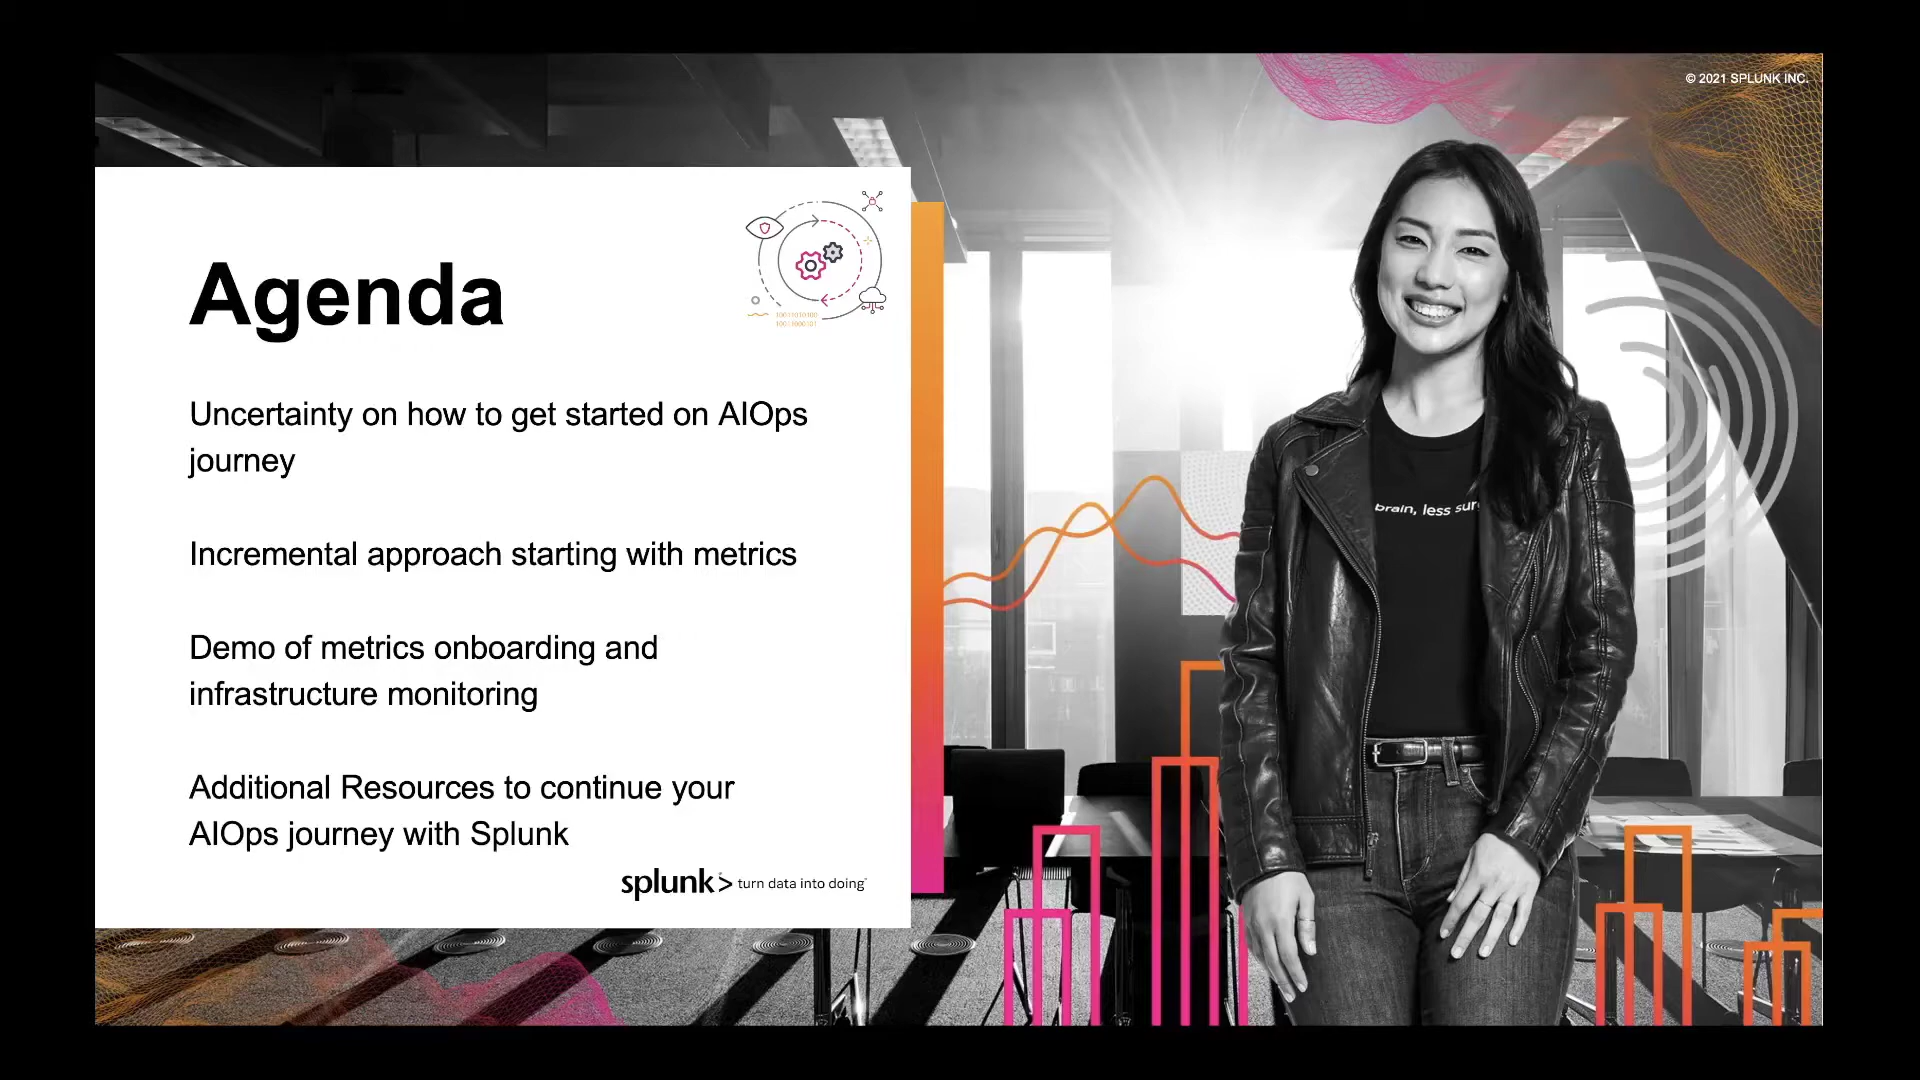 © 2021 SPLUNK INC.
Agenda
10011010100
Uncertainty on how to get started on AIOps
journey
Incremental approach starting with metrics
Demo of metrics onboarding and
infrastructure monitoring
Additional Resources to continue your
AIOps journey with Splunk
splunk> turn data into doing
brain, less